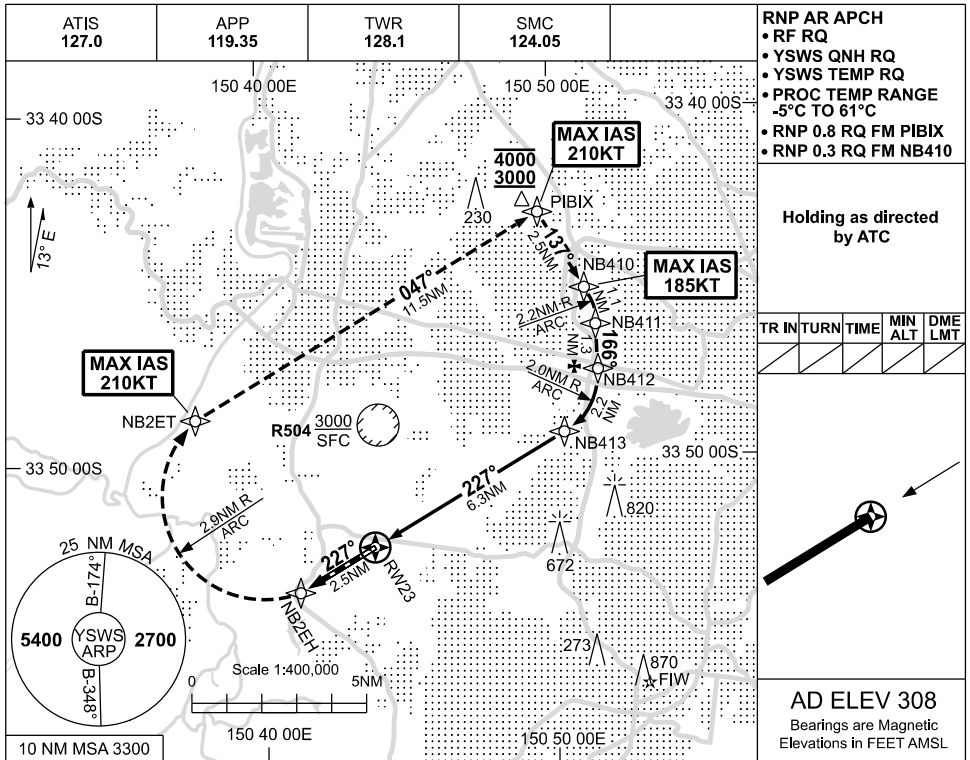 ATIS
127.0
APP
119.35
TWR
128.1
SMC
124.05
RNP AR APCH
• RF RQ
• YSWS QNH RQ
• YSWS TEMP RQ
• PROC TEMP RANGE
-5°C TO 61°C
• RNP 0.8 RQ FM PIBIX
• RNP 0.3 RQ FM NB410
Holding as directed
by ATC
TR IN
TURN
TIME
MIN
ALT
DME
LMT
AD ELEV 308
Bearings are Magnetic
Elevations in FEET AMSL
150 40 00E
150 50 00E
33 40 00S
33 40 00S
13° E
MAX IAS
210KT
4000
3000
PIBIX
230
137°
2.5NM
NB410
MAX IAS
185KT
1.1
NM
2.2NM R
ARC
NB411
1.3
NM
166°
NB412
2.0NM R
ARC
2.2
NM
NB413
047°
11.5NM
MAX IAS
210KT
NB2ET
R504
3000
SFC
33 50 00S
33 50 00S
227°
6.3NM
2.9NM R
ARC
820
672
227°
2.5NM
RW23
NB2EH
25 NM MSA
B-174°
5400
YSWS
ARP
2700
B-348°
Scale 1:400,000
0
5NM
273
870
FIW
150 40 00E
150 50 00E
10 NM MSA 3300